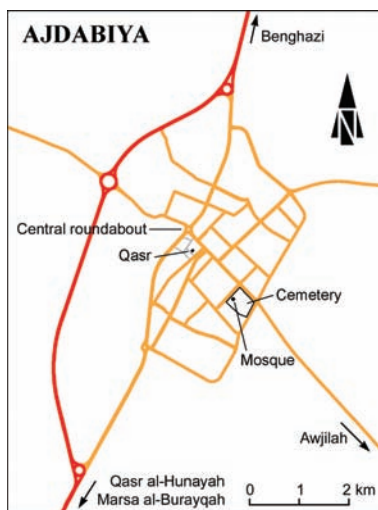 AJDABIYA
Benghazi
N
Central roundabout
Qasr
Cemetery
Mosque
Awjilah
Qasr al-Hunayah
Marsa al-Burayqah
0 1 2 km